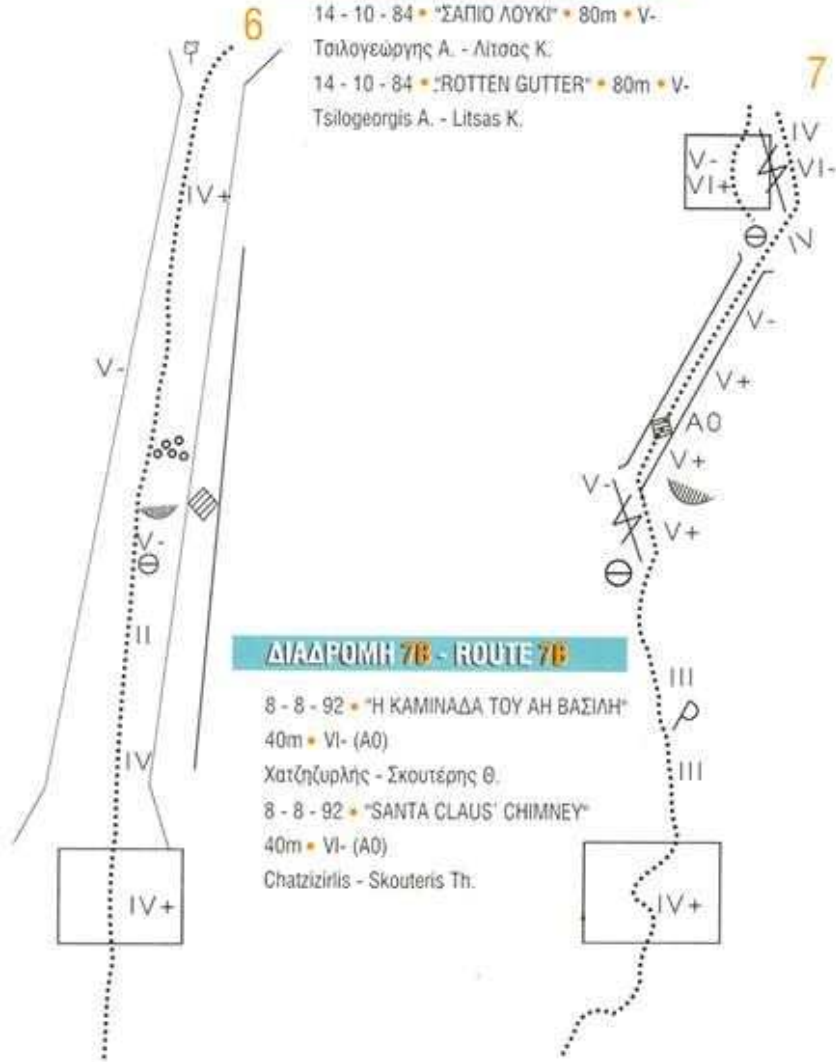 6
14 - 10 - 84 • "ΣΑΠΙΟ ΛΟΥΚΙ" • 80m • V-
Τσιλογεώργης Α. - Λίτσας Κ.
14 - 10 - 84 • "ROTTEN GUTTER" • 80m • V-
Tsilogeorgis A. - Litsas K.
IV+
V-
V-
II
IV
IV+
7
IV
V-
VI-
VI+
IV
V-
V+
A0
V+
V-
V+
III
III
IV+
ΔΙΑΔΡΟΜΗ 7B - ROUTE 7B
8 - 8 - 92 • "Η ΚΑΜΙΝΑΔΑ ΤΟΥ ΑΗ ΒΑΣΙΛΗ"
40m • VI- (A0)
Χατζηζυρλής - Σκουτέρης Θ.
8 - 8 - 92 • "SANTA CLAUS' CHIMNEY"
40m • VI- (A0)
Chatzizirlis - Skouteris Th.